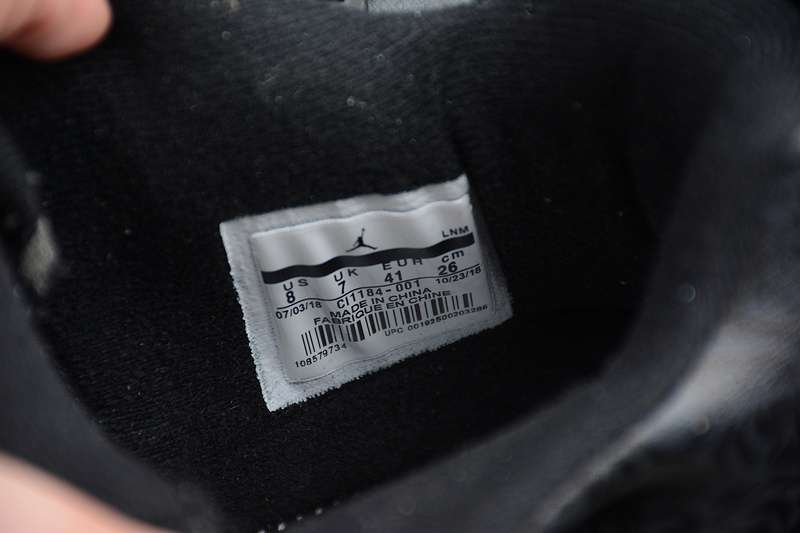 LNM
US UK EUR cm
8 7 41 26
07/03/18 CI1184-001 10/23/18
MADE IN CHINA
FABRIQUE EN CHINE
108579734 UPC 00192500203286